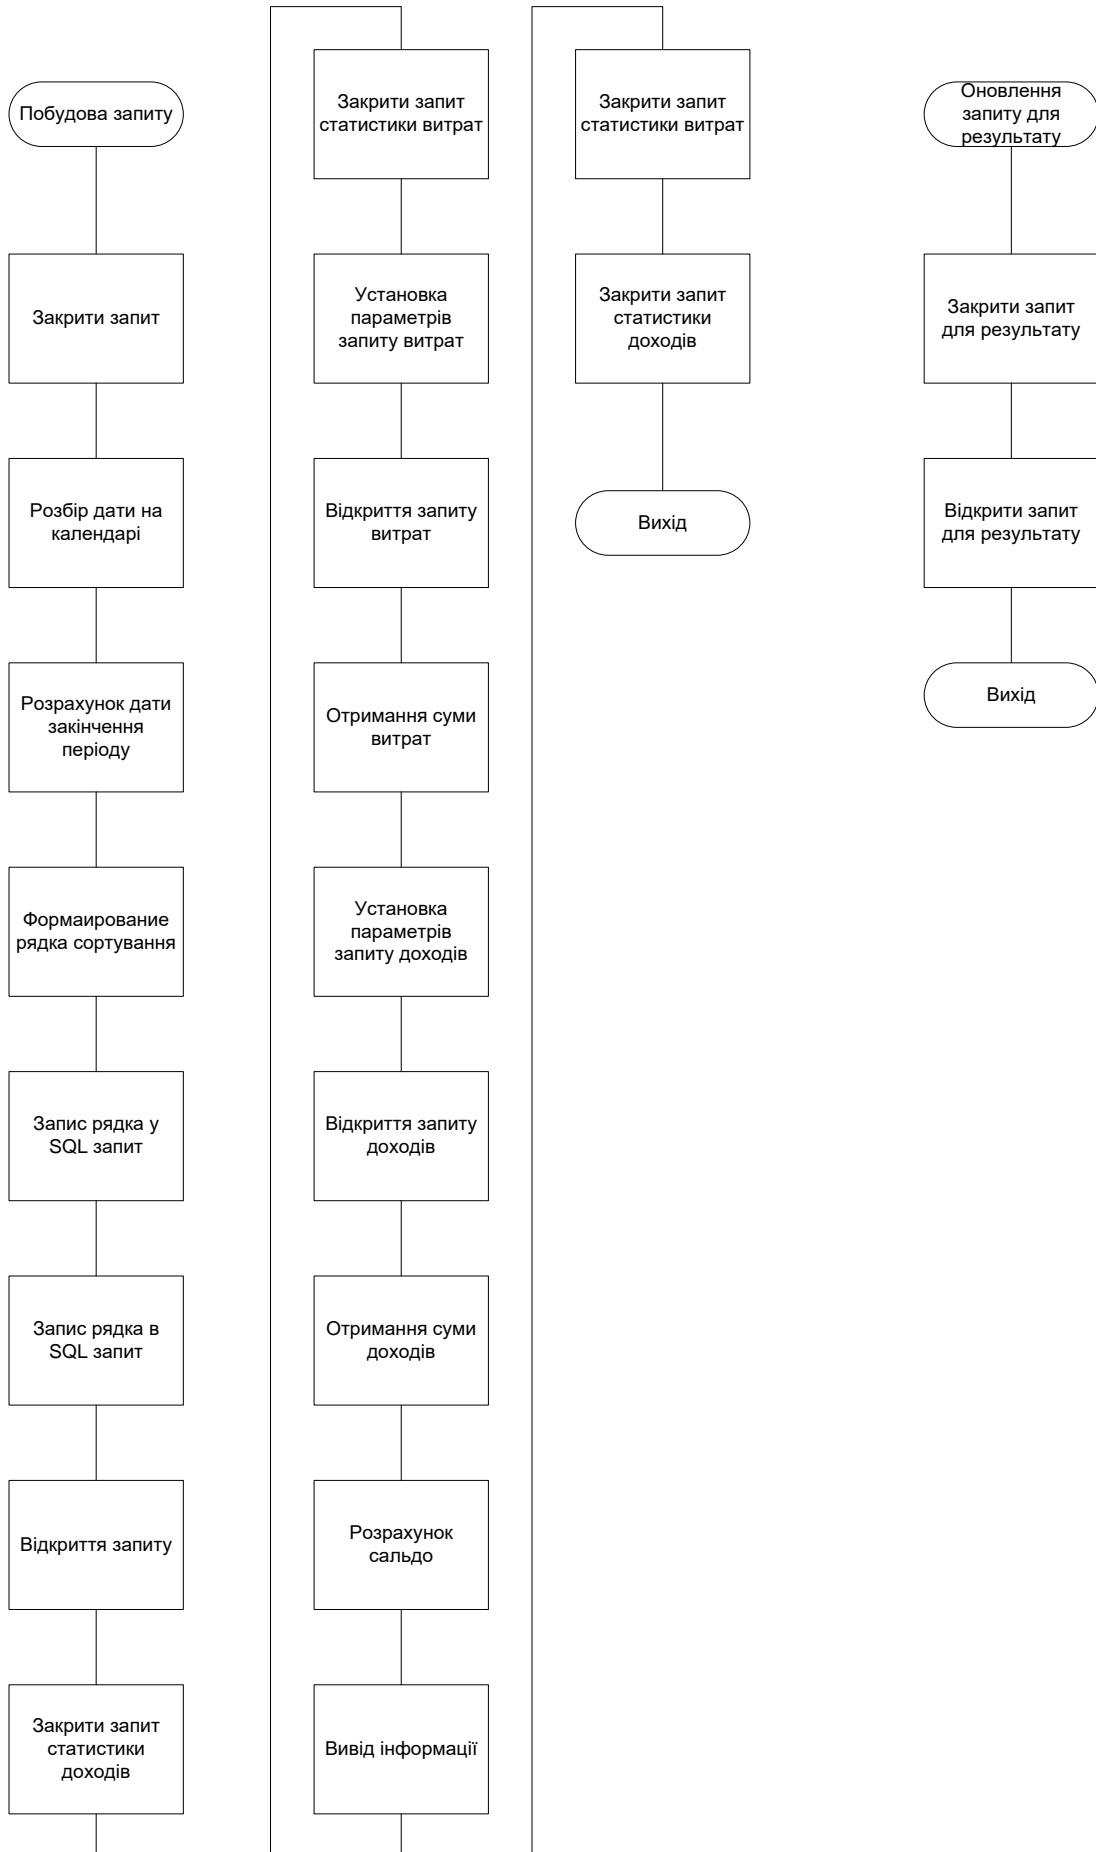 Побудова запиту
Закрити запит
Розбір дати на
календарі
Розрахунок дати
закінчення
періоду
Формаирование
рядка сортування
Запис рядка у
SQL запит
Запис рядка в
SQL запит
Відкриття запиту
Закрити запит
статистики
доходів
Закрити запит
статистики витрат
Установка
параметрів
запиту витрат
Відкриття запиту
витрат
Отримання суми
витрат
Установка
параметрів
запиту доходів
Відкриття запиту
доходів
Отримання суми
доходів
Розрахунок
сальдо
Вивід інформації
Закрити запит
статистики витрат
Закрити запит
статистики
доходів
Вихід
Оновлення
запиту для
результату
Закрити запит
для результату
Відкрити запит
для результату
Вихід